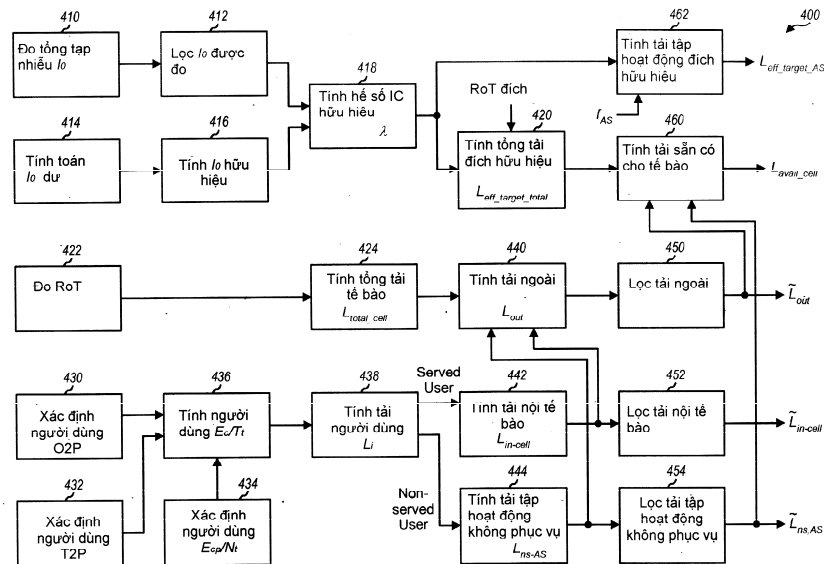 400
410
Đo tổng tạp
nhiễu I0
412
Lọc I0 được
đo
418
Tính hế số IC
hữu hiệu
λ
RoT đích
462
Tính tải tập
hoạt động đích
hữu hiệu
Leff_target_AS
fAS
414
Tính toán
I0 dư
416
Tính I0 hữu
hiệu
420
Tính tổng tải
đích hữu hiệu
Leff_target_total
460
Tính tải sẵn có
cho tế bào
Lavail_cell
422
Đo RoT
424
Tính tổng tải
tế bào
Ltotal_cell
440
Tính tải ngoài
Lout
450
Lọc tải ngoài
L̃out
430
Xác định
người dùng
O2P
436
Tính người
dùng Ec/Tt
438
Tính tải
người dùng
Li
Served
User
442
Tính tải nội tế
bào
Lin-cell
452
Lọc tải nội tế
bào
L̃in-cell
432
Xác định
người dùng
T2P
434
Xác định
người dùng
Ecp/Nt
Non-
served
User
444
Tính tải tập
hoạt động
không phục vụ
Lns-AS
454
Lọc tải tập
hoạt động
không phục vụ
L̃ns,AS